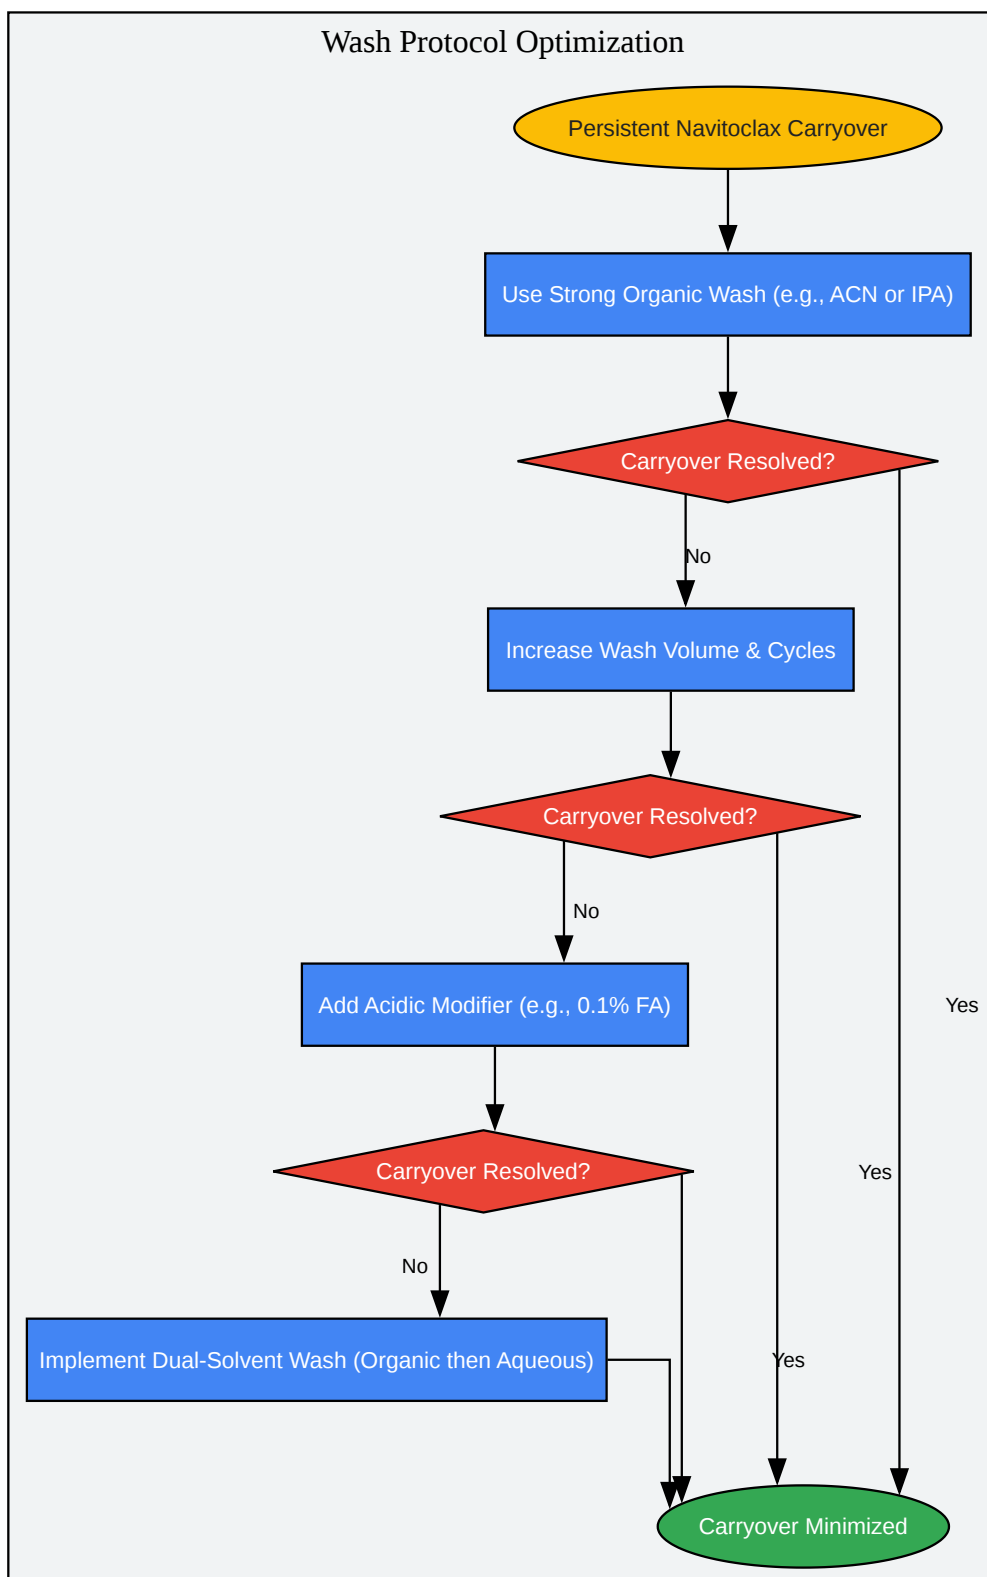 Wash Protocol Optimization
Persistent Navitoclax Carryover
Use Strong Organic Wash (e.g., ACN or IPA)
Carryover Resolved?
No
Increase Wash Volume & Cycles
Carryover Resolved?
No
Add Acidic Modifier (e.g., 0.1% FA)
Yes
Carryover Resolved?
Yes
No
Implement Dual-Solvent Wash (Organic then Aqueous)
Yes
Carryover Minimized